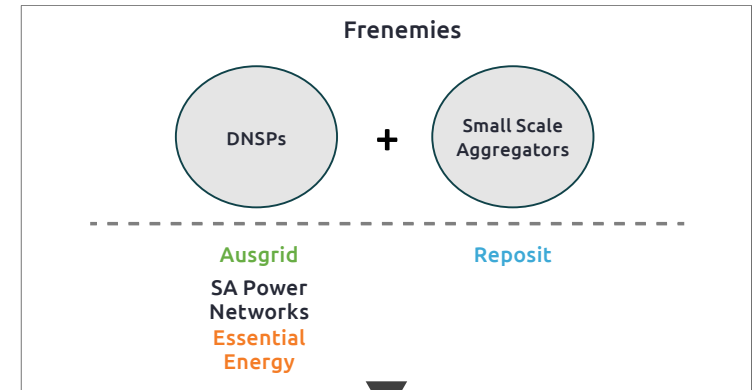 Frenemies
DNSPs
+
Small Scale
Aggregators
Ausgrid
Reposit
SA Power
Networks
Essential
Energy